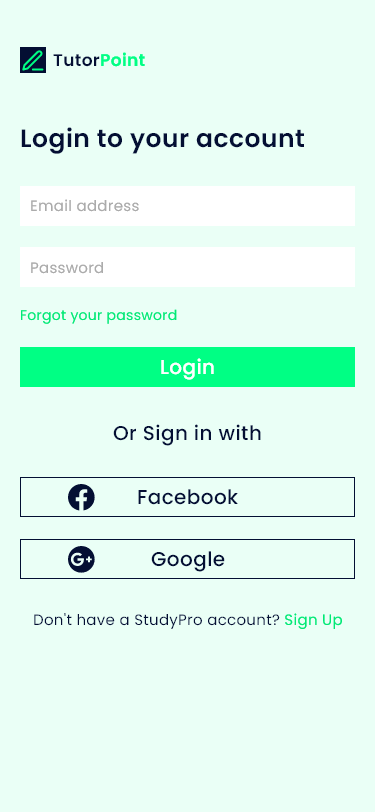 TutorPoint
Login to your account
Email address
Password
Forgot your password
Login
Or Sign in with
Facebook
G+ Google
Don't have a StudyPro account? Sign Up